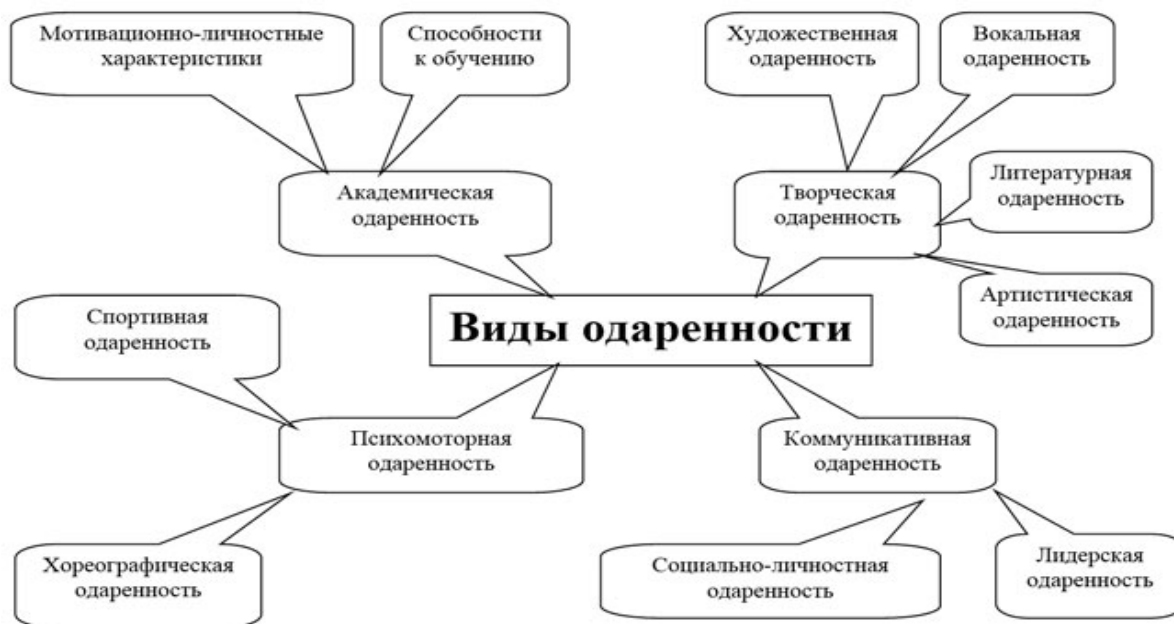 Мотивационно-личностные
характеристики
Способности
к обучению
Художественная
одаренность
Вокальная
одаренность
Академическая
одаренность
Творческая
одаренность
Литературная
одаренность
Артистическая
одаренность
Виды одаренности
Спортивная
одаренность
Психомоторная
одаренность
Коммуникативная
одаренность
Хореографическая
одаренность
Социально-личностная
одаренность
Лидерская
одаренность